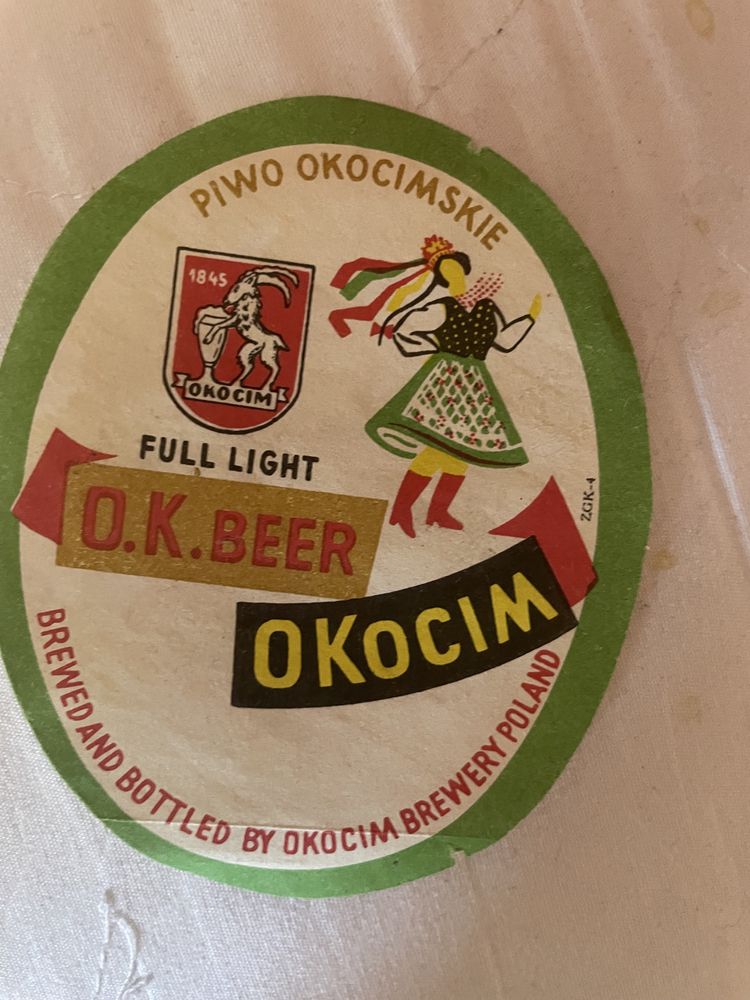 PIWO OKOCIMSKIE
1845
OKOCIM
FULL LIGHT
O.K. BEER
OKOCIM
ZGK-4
BREWED AND BOTTLED BY OKOCIM BREWERY POLAND